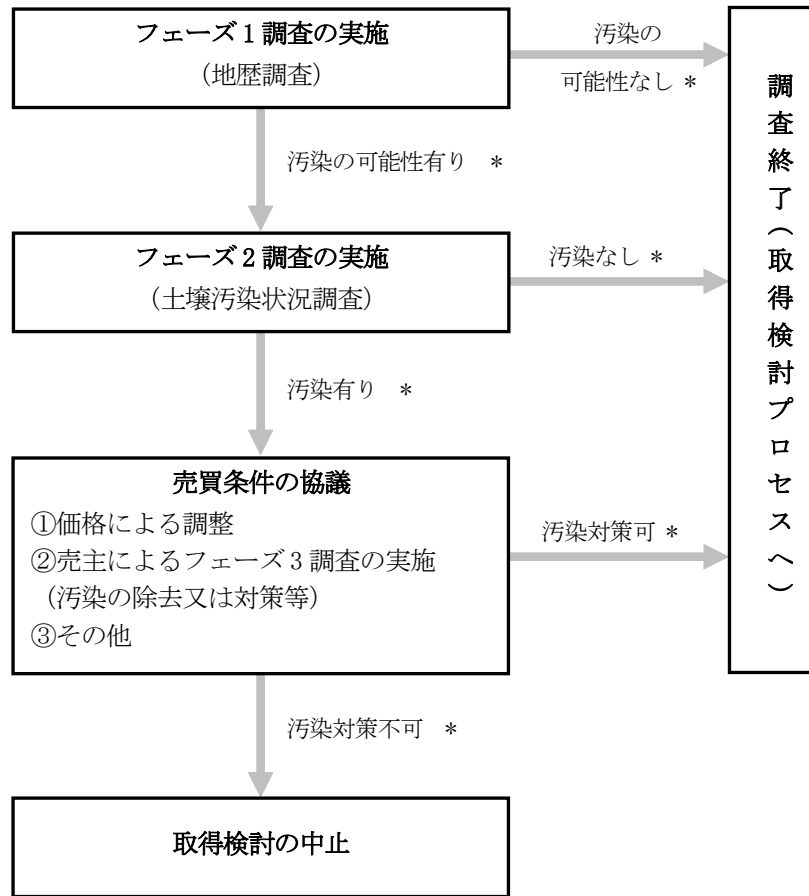 フェーズ1調査の実施
(地歴調査)
汚染の
可能性なし *
汚染の可能性有り *
フェーズ2調査の実施
(土壌汚染状況調査)
汚染なし *
汚染有り *
売買条件の協議
①価格による調整
②売主によるフェーズ3調査の実施
(汚染の除去又は対策等)
③その他
汚染対策可 *
汚染対策不可 *
取得検討の中止
調査終了(取得検討プロセスへ)